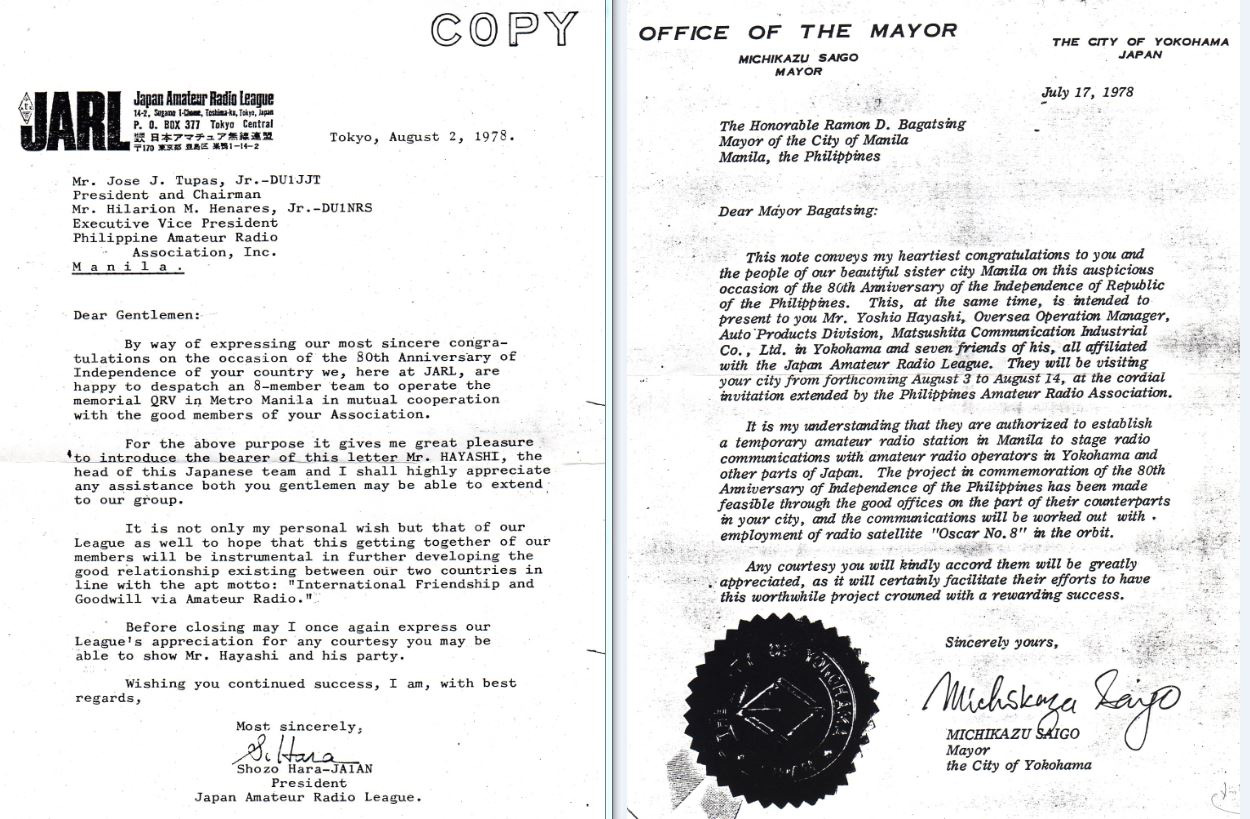 COPY
JARL
Japan Amateur Radio League
14-2, Sugamo 1-Chome, Toshima-ku, Tokyo, Japan
P. O. BOX 377 Tokyo Central
日本アマチュア無線連盟
〒170 東京都 豊島区 巣鴨1-14-2
Tokyo, August 2, 1978.
Mr. Jose J. Tupas, Jr.-DU1JJT
President and Chairman
Mr. Hilarion M. Henares, Jr.-DU1NRS
Executive Vice President
Philippine Amateur Radio
Association, Inc.
M a n i l a .
Dear Gentlemen:
By way of expressing our most sincere congra-
tulations on the occasion of the 80th Anniversary of
Independence of your country we, here at JARL, are
happy to despatch an 8-member team to operate the
memorial QRV in Metro Manila in mutual cooperation
with the good members of your Association.
For the above purpose it gives me great pleasure
to introduce the bearer of this letter Mr. HAYASHI, the
head of this Japanese team and I shall highly appreciate
any assistance both you gentlemen may be able to extend
to our group.
It is not only my personal wish but that of our
League as well to hope that this getting together of our
members will be instrumental in further developing the
good relationship existing between our two countries in
line with the apt motto: "International Friendship and
Goodwill via Amateur Radio."
Before closing may I once again express our
League's appreciation for any courtesy you may be
able to show Mr. Hayashi and his party.
Wishing you continued success, I am, with best
regards,
Most sincerely,
S. Hara
Shozo Hara-JA1AN
President
Japan Amateur Radio League.
OFFICE OF THE MAYOR
MICHIKAZU SAIGO
MAYOR
THE CITY OF YOKOHAMA
JAPAN
July 17, 1978
The Honorable Ramon D. Bagatsing
Mayor of the City of Manila
Manila, the Philippines
Dear Mayor Bagatsing:
This note conveys my heartiest congratulations to you and
the people of our beautiful sister city Manila on this auspicious
occasion of the 80th Anniversary of the Independence of Republic
of the Philippines. This, at the same time, is intended to
present to you Mr. Yoshio Hayashi, Oversea Operation Manager,
Auto Products Division, Matsushita Communication Industrial
Co., Ltd. in Yokohama and seven friends of his, all affiliated
with the Japan Amateur Radio League. They will be visiting
your city from forthcoming August 3 to August 14, at the cordial
invitation extended by the Philippines Amateur Radio Association.
It is my understanding that they are authorized to establish
a temporary amateur radio station in Manila to stage radio
communications with amateur radio operators in Yokohama and
other parts of Japan. The project in commemoration of the 80th
Anniversary of Independence of the Philippines has been made
feasible through the good offices on the part of their counterparts
in your city, and the communications will be worked out with
employment of radio satellite "Oscar No. 8" in the orbit.
Any courtesy you will kindly accord them will be greatly
appreciated, as it will certainly facilitate their efforts to have
this worthwhile project crowned with a rewarding success.
Sincerely yours,
Michikazu Saigo
MICHIKAZU SAIGO
Mayor
the City of Yokohama
OF YOKOHAMA